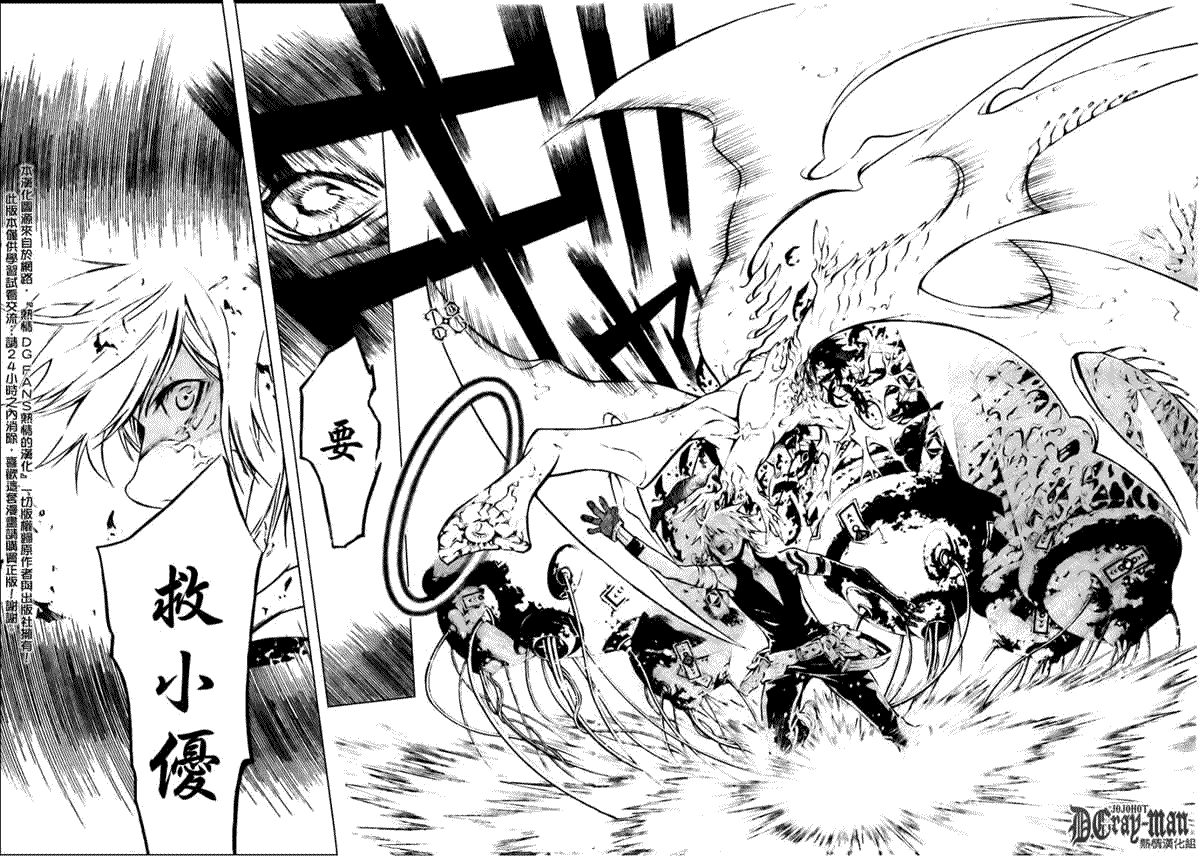 要
救小優
本漢化圖源來自於網路,『熱情DG FANS熱情的漢化』一切版權歸原作者與出版社擁有!
此版本僅供學習試看交流,請24小時之內消除,喜歡這套漫畫請購買正版!謝謝
JOJOHOT
D.Gray-man
熱情漢化組